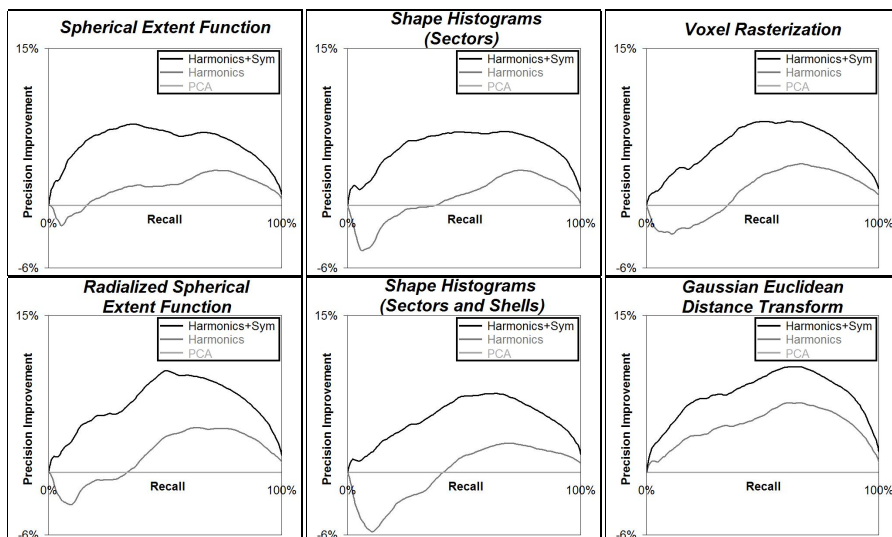 Spherical Extent Function
15%
Harmonics+Sym
Harmonics
PCA
Precision Improvement
0%
Recall
100%
-6%
Shape Histograms
(Sectors)
15%
Harmonics+Sym
Harmonics
PCA
Precision Improvement
0%
Recall
100%
-6%
Voxel Rasterization
15%
Harmonics+Sym
Harmonics
PCA
Precision Improvement
0%
Recall
100%
-6%
Radialized Spherical
Extent Function
15%
Harmonics+Sym
Harmonics
PCA
Precision Improvement
0%
Recall
100%
-6%
Shape Histograms
(Sectors and Shells)
15%
Harmonics+Sym
Harmonics
PCA
Precision Improvement
0%
Recall
100%
-6%
Gaussian Euclidean
Distance Transform
15%
Harmonics+Sym
Harmonics
PCA
Precision Improvement
0%
Recall
100%
-6%